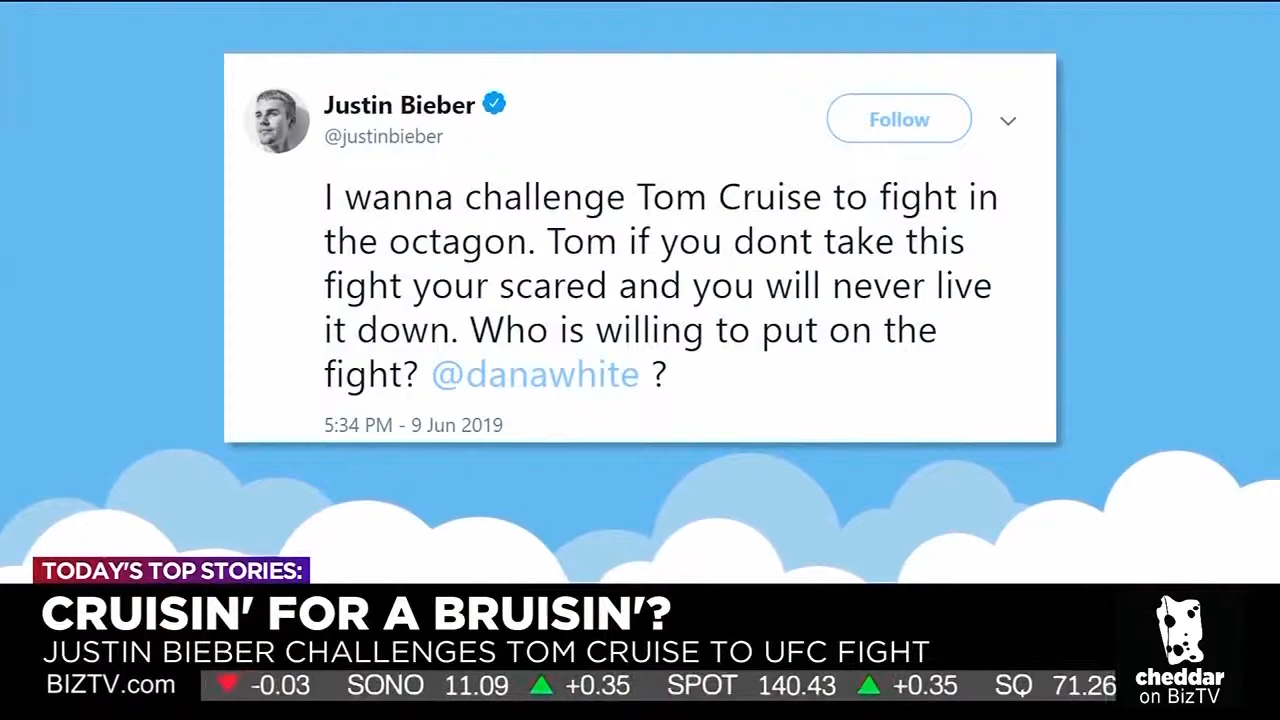 Justin Bieber
@justinbieber
Follow
I wanna challenge Tom Cruise to fight in
the octagon. Tom if you dont take this
fight your scared and you will never live
it down. Who is willing to put on the
fight? @danawhite ?
5:34 PM - 9 Jun 2019
TODAY'S TOP STORIES:
CRUISIN' FOR A BRUISIN'?
JUSTIN BIEBER CHALLENGES TOM CRUISE TO UFC FIGHT
BIZTV.com
-0.03 SONO 11.09 +0.35 SPOT 140.43 +0.35 SQ 71.26
cheddar
on BizTV